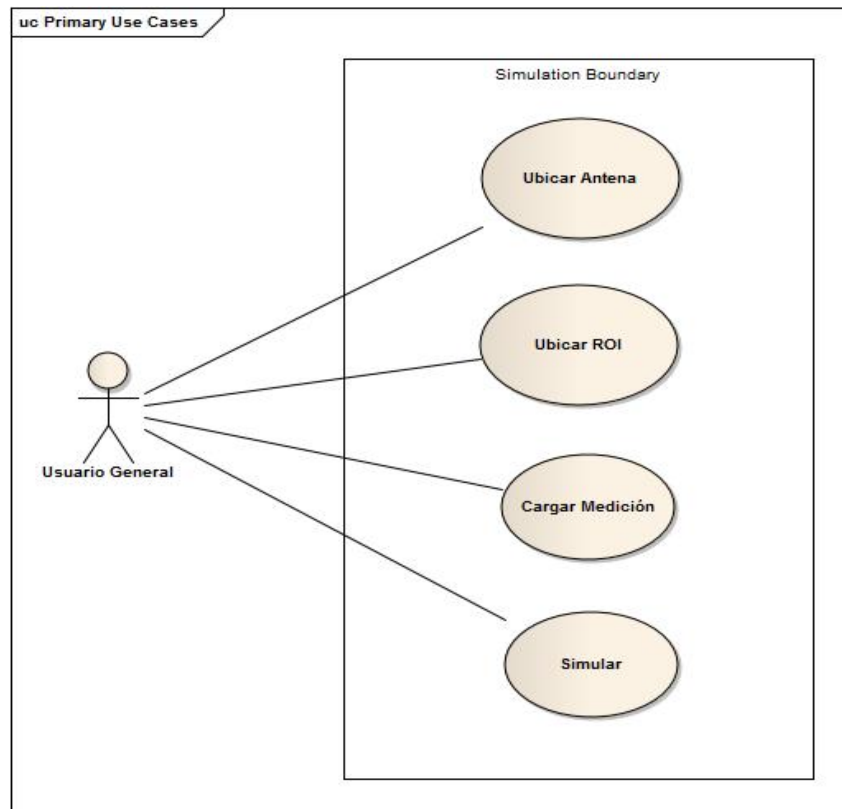 uc Primary Use Cases
Simulation Boundary
Ubicar Antena
Ubicar ROI
Usuario General
Cargar Medición
Simular